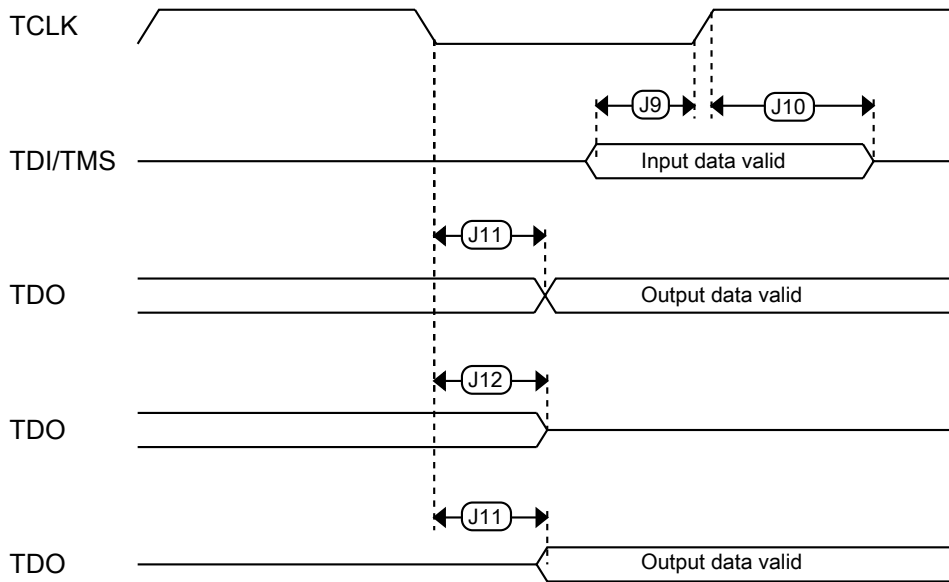 TCLK
J9
J10
TDI/TMS
Input data valid
J11
TDO
Output data valid
J12
TDO
J11
TDO
Output data valid